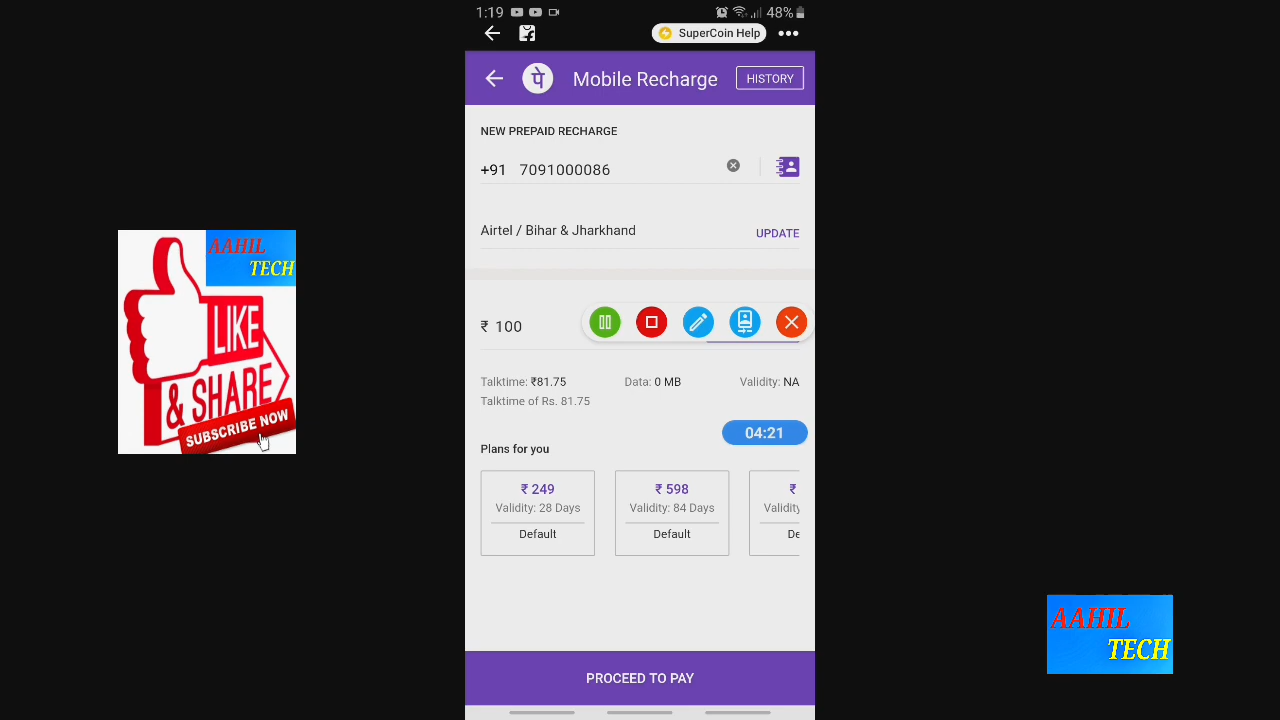 1:19
48%
SuperCoin Help
पे
Mobile Recharge
HISTORY
NEW PREPAID RECHARGE
+91 7091000086
Airtel / Bihar & Jharkhand
UPDATE
₹ 100
Talktime: ₹81.75
Data: 0 MB
Validity: NA
Talktime of Rs. 81.75
04:21
Plans for you
₹ 249
Validity: 28 Days
Default
₹ 598
Validity: 84 Days
Default
₹
Validity
De
PROCEED TO PAY
AAHIL
TECH
LIKE
& SHARE
SUBSCRIBE NOW
AAHIL
TECH